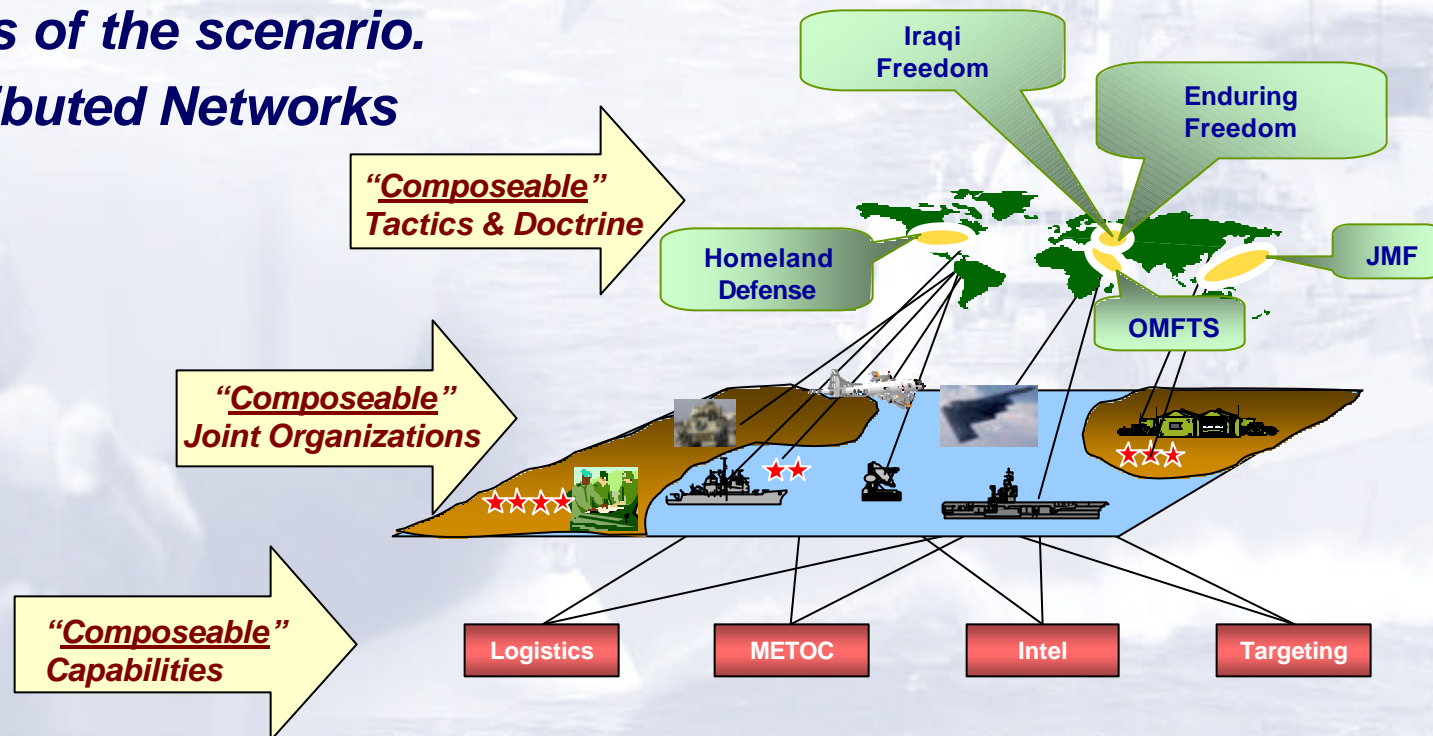 s of the scenario.
buted Networks
Iraqi
Freedom
Enduring
Freedom
“Composeable”
Tactics & Doctrine
Homeland
Defense
JMF
OMFTS
“Composeable”
Joint Organizations
“Composeable”
Capabilities
Logistics
METOC
Intel
Targeting